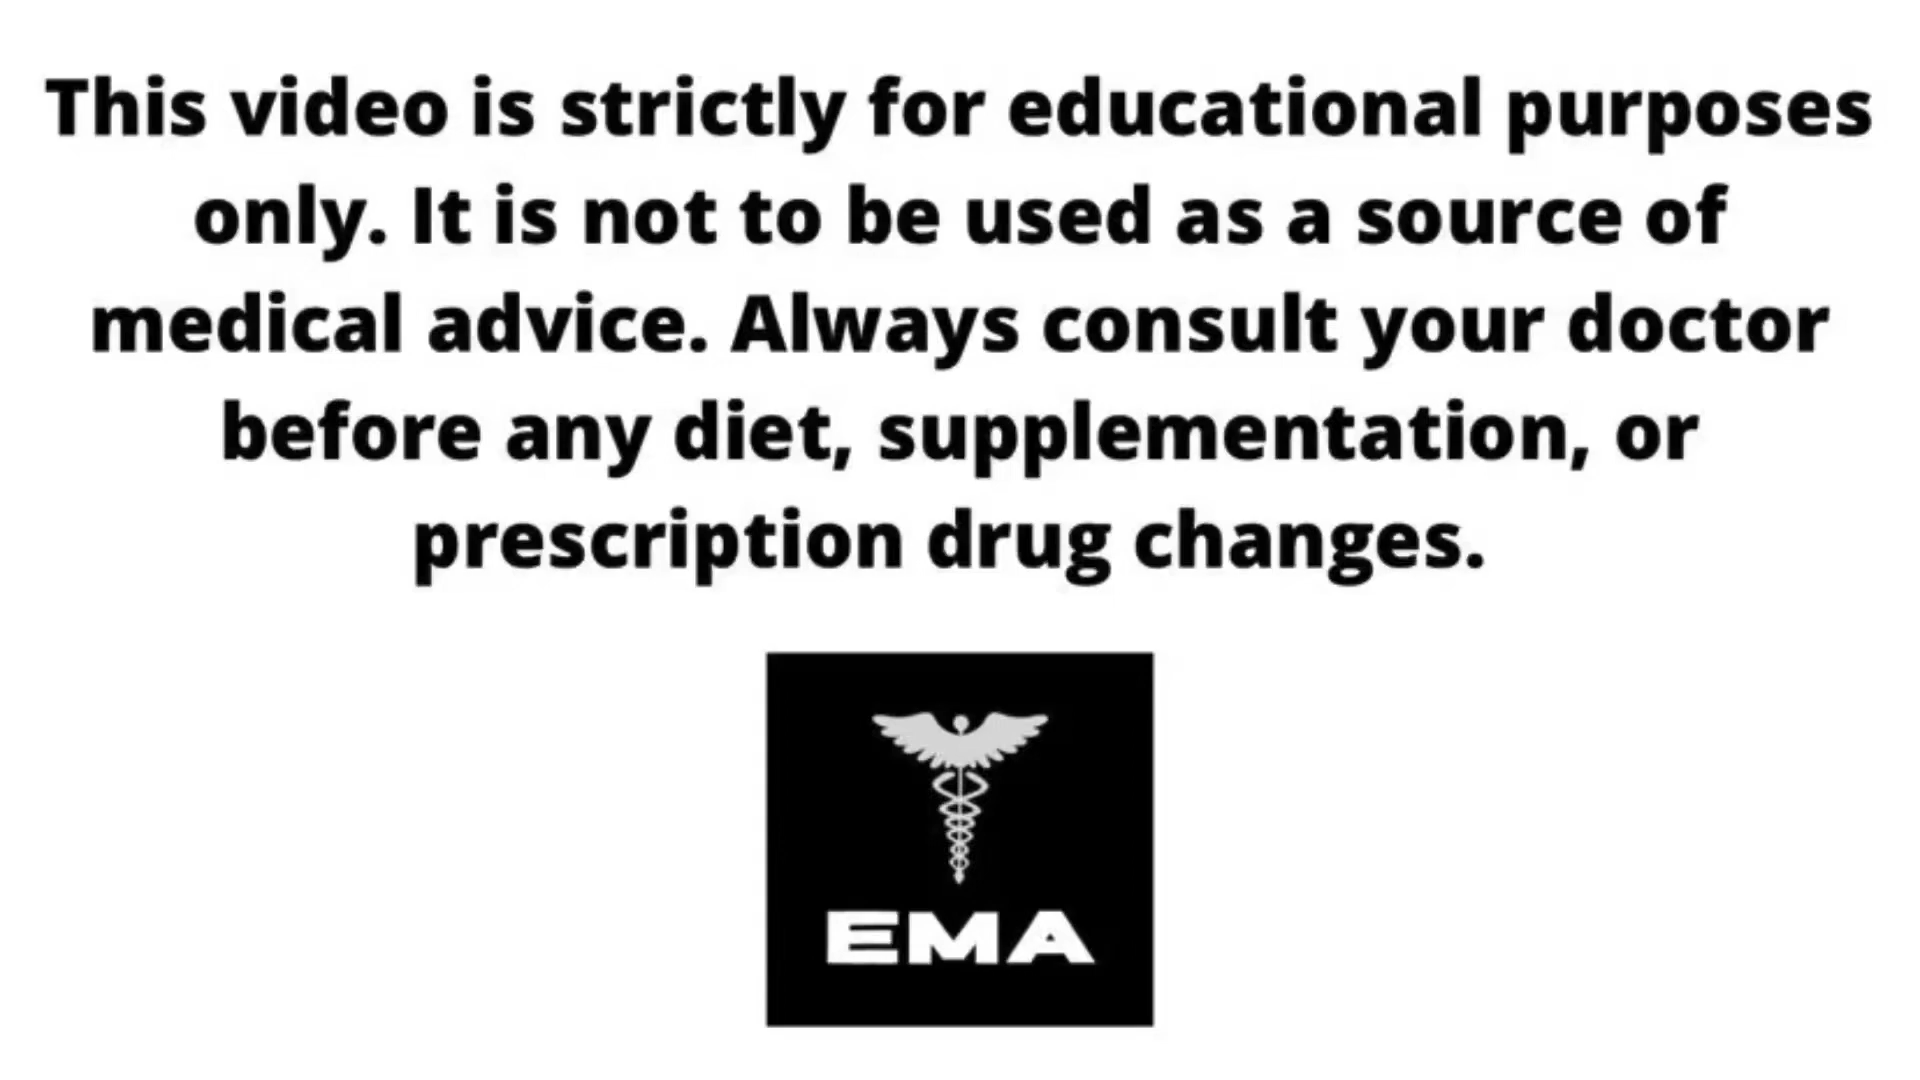 This video is strictly for educational purposes
only. It is not to be used as a source of
medical advice. Always consult your doctor
before any diet, supplementation, or
prescription drug changes.
EMA